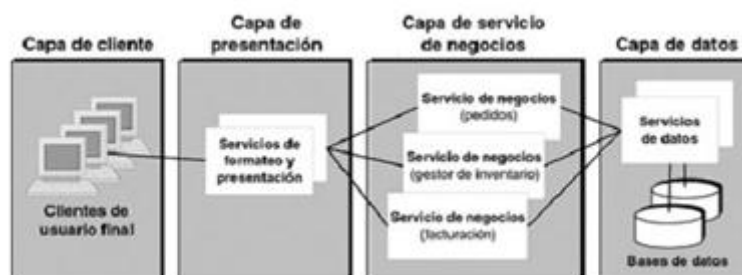 Capa de cliente
Capa de
presentación
Capa de servicio
de negocios
Capa de datos
Clientes de
usuario final
Servicios de
formateo y
presentación
Servicio de negocios
(pedidos)
Servicio de negocios
(gestor de inventario)
Servicio de negocios
(facturación)
Servicios
de datos
Bases de datos